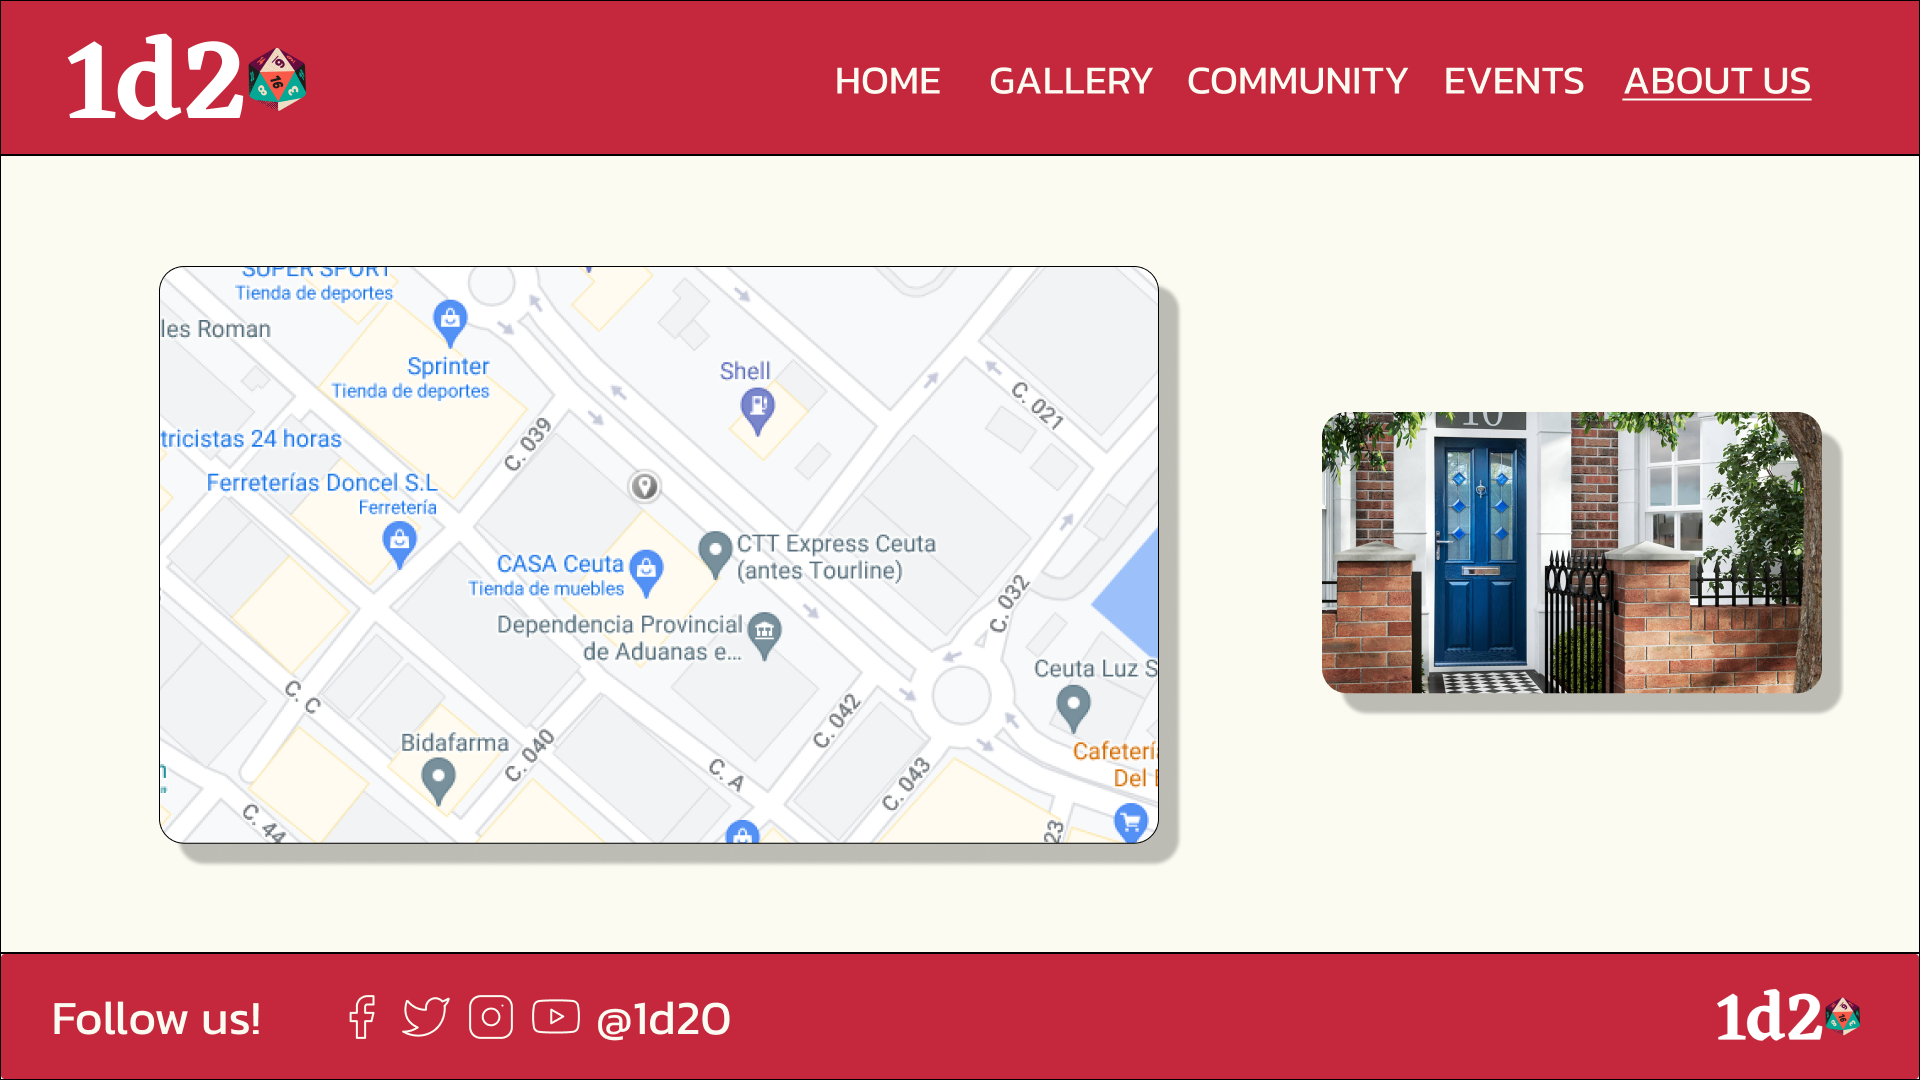 1d20
HOME GALLERY COMMUNITY EVENTS ABOUT US
SUPER SPORT
Tienda de deportes
les Roman
Sprinter
Tienda de deportes
Shell
C. 021
C. 039
tricistas 24 horas
Ferreterías Doncel S.L
Ferretería
10
CTT Express Ceuta
(antes Tourline)
CASA Ceuta
Tienda de muebles
C. 032
Dependencia Provincial
de Aduanas e...
Ceuta Luz S
C. C
C. 042
Bidafarma
C. 040
C. A
C. 043
Cafeterí
Del
C. 44
23
Follow us!
@1d20
1d20